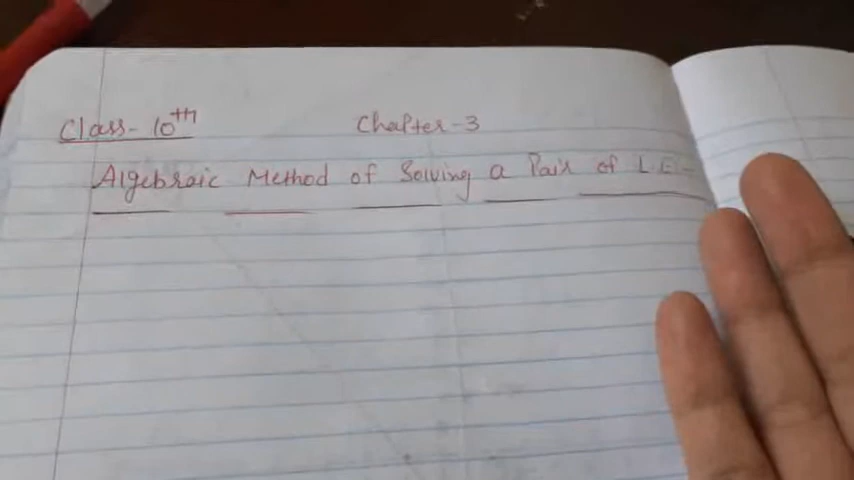 Class- 10th Chapter-3
Algebraic Method of Solving a Pair of L.E-